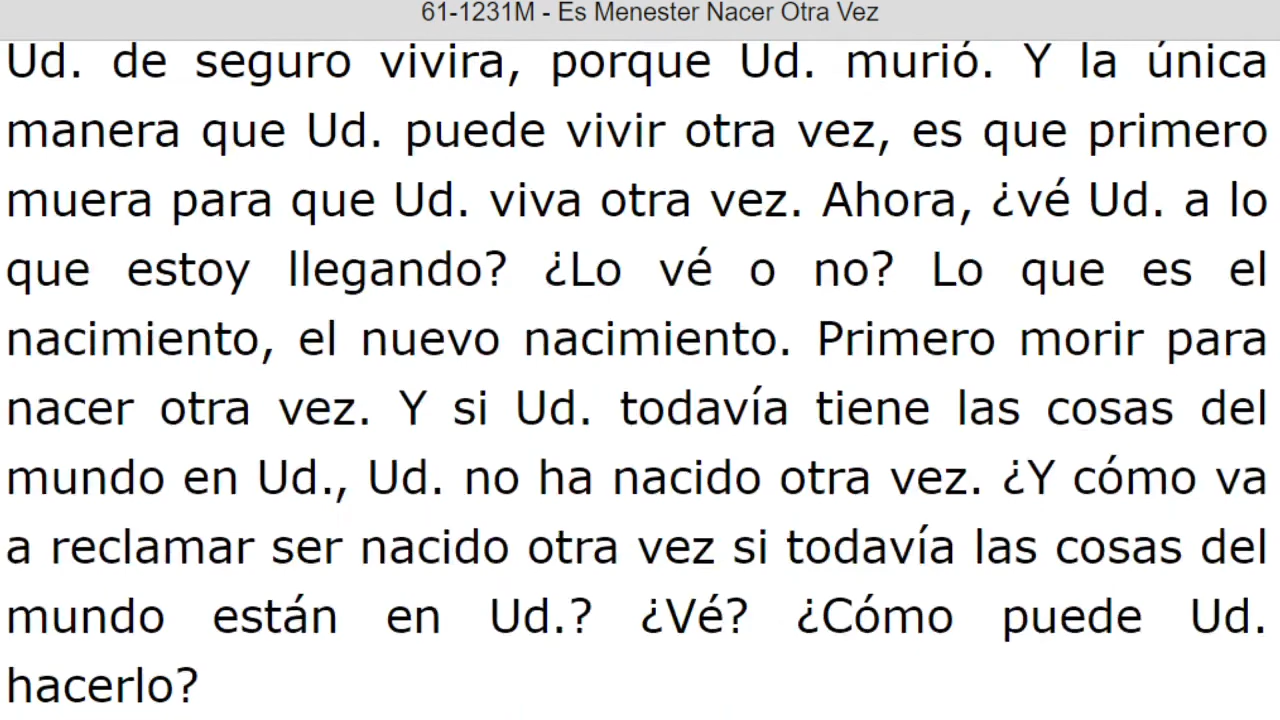 61-1231M - Es Menester Nacer Otra Vez
Ud. de seguro vivira, porque Ud. murió. Y la única
manera que Ud. puede vivir otra vez, es que primero
muera para que Ud. viva otra vez. Ahora, ¿vé Ud. a lo
que estoy llegando? ¿Lo vé o no? Lo que es el
nacimiento, el nuevo nacimiento. Primero morir para
nacer otra vez. Y si Ud. todavía tiene las cosas del
mundo en Ud., Ud. no ha nacido otra vez. ¿Y cómo va
a reclamar ser nacido otra vez si todavía las cosas del
mundo están en Ud.? ¿Vé? ¿Cómo puede Ud.
hacerlo?